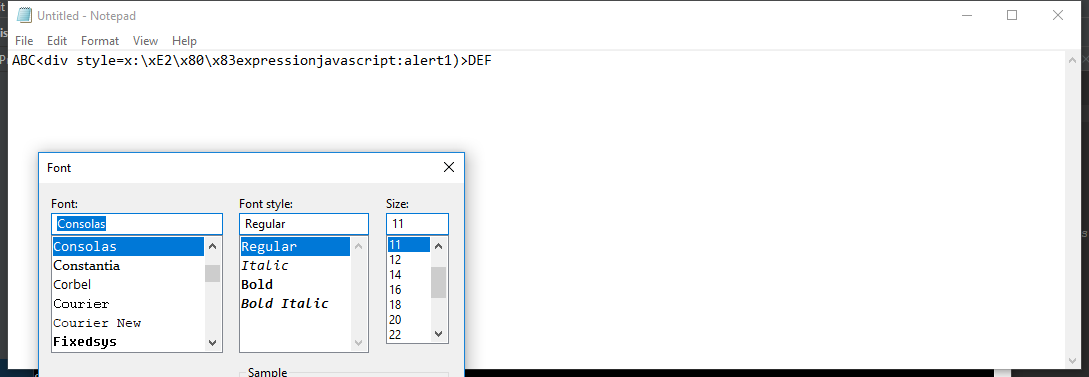 Untitled - Notepad
File Edit Format View Help
ABC<div style=x:\xE2\x80\x83expressionjavascript:alert1)>DEF
Font
Font: Font style: Size:
Consolas Regular 11
Consolas Regular 11
Constantia Italic 12
Corbel Bold 14
Courier Bold Italic 16
Courier New 18
Fixedsys 20
22
Sample